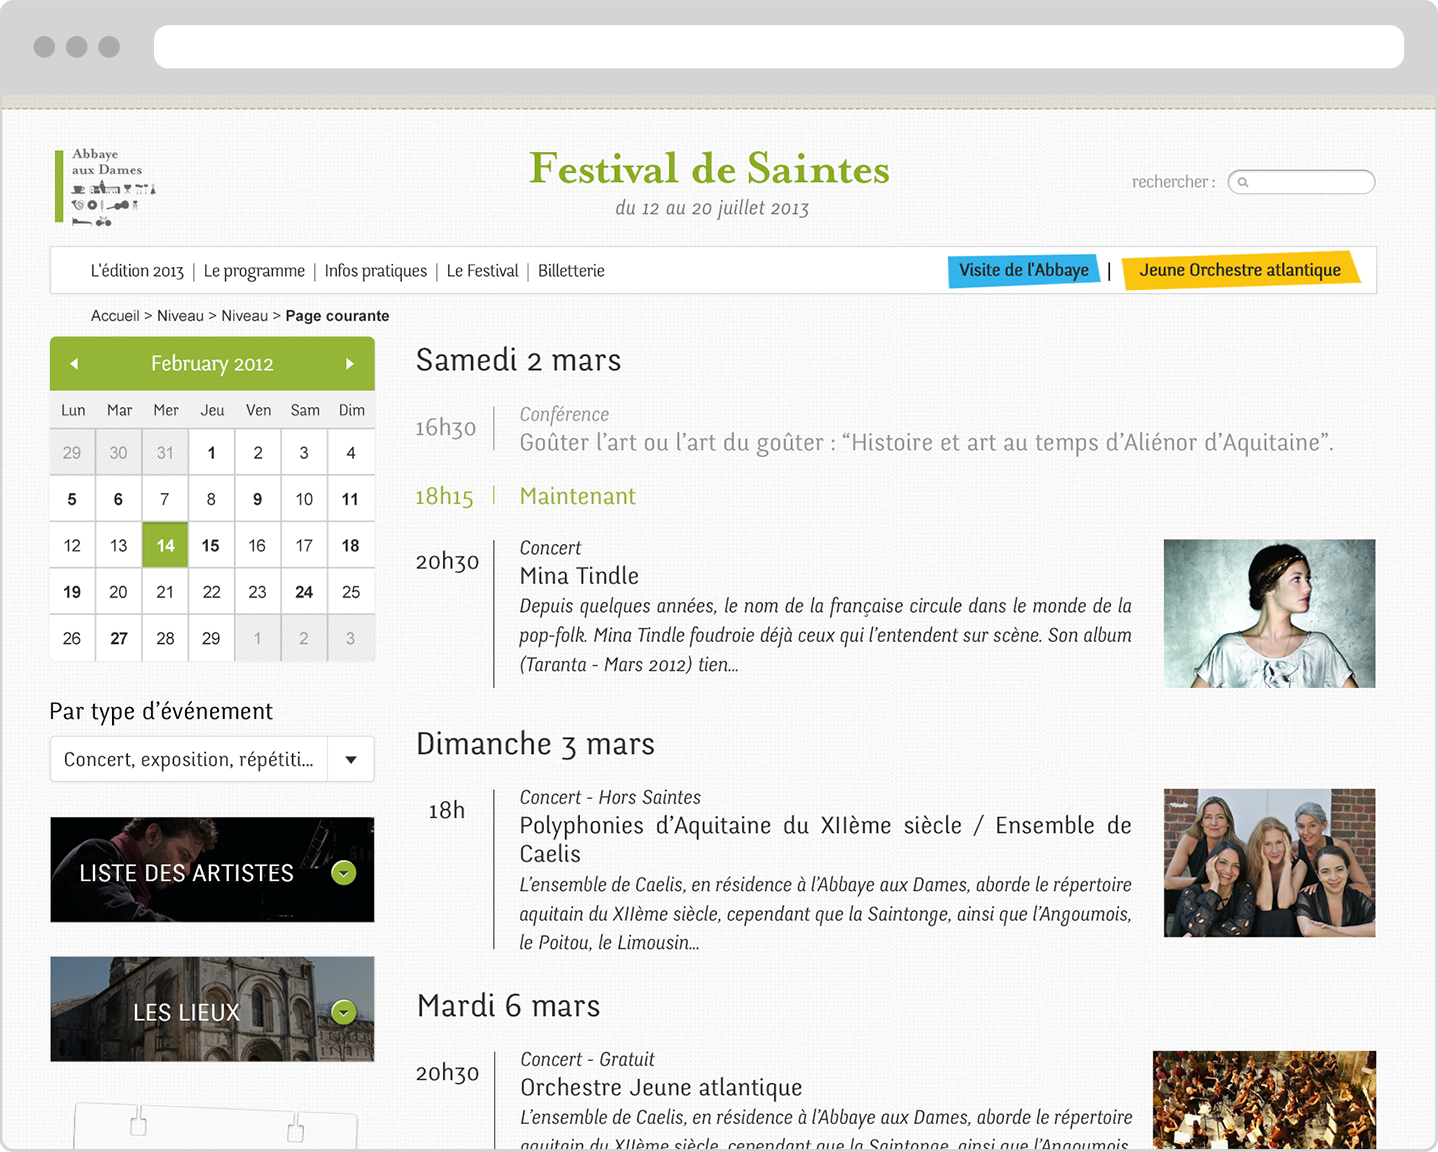 Abbaye
aux Dames
Festival de Saintes
du 12 au 20 juillet 2013
rechercher :
L'édition 2013 | Le programme | Infos pratiques | Le Festival | Billetterie
Visite de l'Abbaye | Jeune Orchestre atlantique
Accueil > Niveau > Niveau > Page courante
February 2012
Lun Mar Mer Jeu Ven Sam Dim
29 30 31 1 2 3 4
5 6 7 8 9 10 11
12 13 14 15 16 17 18
19 20 21 22 23 24 25
26 27 28 29 1 2 3
Par type d’événement
Concert, exposition, répétiti...
LISTE DES ARTISTES
LES LIEUX
Samedi 2 mars
16h30
Conférence
Goûter l’art ou l’art du goûter : “Histoire et art au temps d’Aliénor d’Aquitaine”.
18h15 | Maintenant
20h30
Concert
Mina Tindle
Depuis quelques années, le nom de la française circule dans le monde de la
pop-folk. Mina Tindle foudroie déjà ceux qui l’entendent sur scène. Son album
(Taranta - Mars 2012) tien...
Dimanche 3 mars
18h
Concert - Hors Saintes
Polyphonies d’Aquitaine du XIIème siècle / Ensemble de
Caelis
L’ensemble de Caelis, en résidence à l’Abbaye aux Dames, aborde le répertoire
aquitain du XIIème siècle, cependant que la Saintonge, ainsi que l’Angoumois,
le Poitou, le Limousin...
Mardi 6 mars
20h30
Concert - Gratuit
Orchestre Jeune atlantique
L’ensemble de Caelis, en résidence à l’Abbaye aux Dames, aborde le répertoire
aquitain du XIIème siècle, cependant que la Saintonge, ainsi que l’Angoumois,